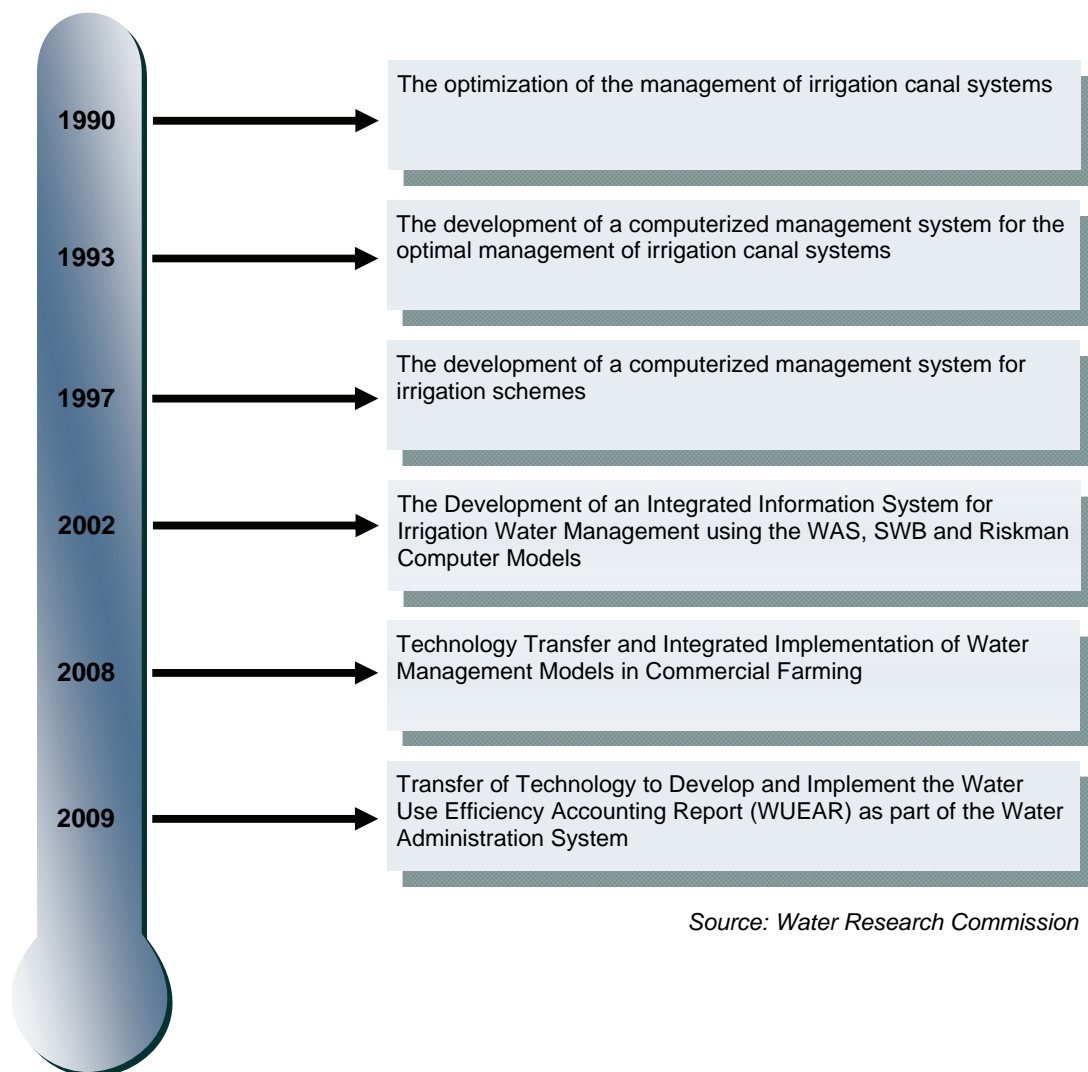 1990
The optimization of the management of irrigation canal systems
1993
The development of a computerized management system for the
optimal management of irrigation canal systems
1997
The development of a computerized management system for
irrigation schemes
2002
The Development of an Integrated Information System for
Irrigation Water Management using the WAS, SWB and Riskman
Computer Models
2008
Technology Transfer and Integrated Implementation of Water
Management Models in Commercial Farming
2009
Transfer of Technology to Develop and Implement the Water
Use Efficiency Accounting Report (WUEAR) as part of the Water
Administration System
Source: Water Research Commission